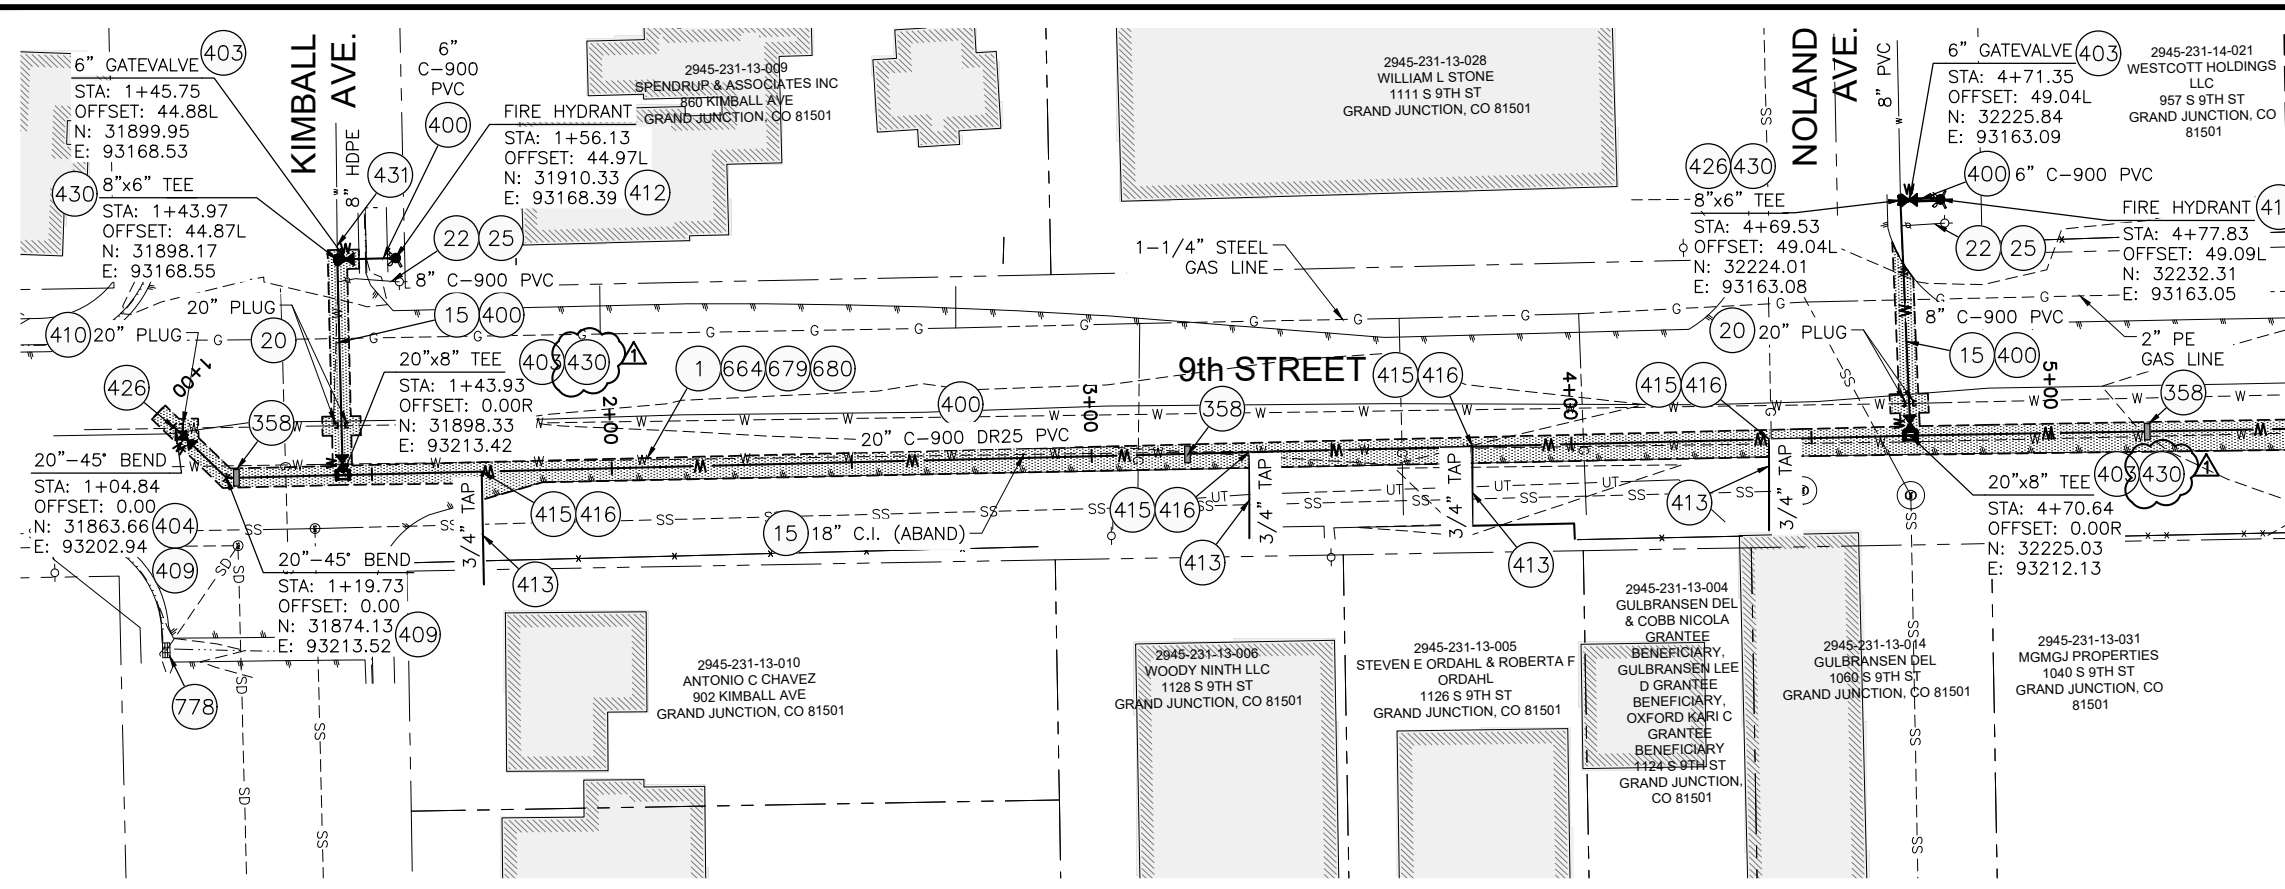 6" GATEVALVE
403
STA: 1+45.75
OFFSET: 44.88L
N: 31899.95
E: 93168.53
430
8"x6" TEE
STA: 1+43.97
OFFSET: 44.87L
N: 31898.17
E: 93168.55
KIMBALL
AVE.
8" HDPE
W
431
6"
C-900
PVC
400
FIRE HYDRANT
STA: 1+56.13
OFFSET: 44.97L
N: 31910.33
E: 93168.39
412
22
25
8" C-900 PVC
15
400
2945-231-13-009
SPENDRUP & ASSOCIATES INC
860 KIMBALL AVE
GRAND JUNCTION, CO 81501
2945-231-13-028
WILLIAM L STONE
1111 S 9TH ST
GRAND JUNCTION, CO 81501
1-1/4" STEEL
GAS LINE
NOLAND
AVE.
8" PVC
6" GATEVALVE
403
STA: 4+71.35
OFFSET: 49.04L
N: 32225.84
E: 93163.09
2945-231-14-021
WESTCOTT HOLDINGS
LLC
957 S 9TH ST
GRAND JUNCTION, CO
81501
426
430
8"x6" TEE
STA: 4+69.53
OFFSET: 49.04L
N: 32224.01
E: 93163.08
400
6" C-900 PVC
FIRE HYDRANT
41
STA: 4+77.83
OFFSET: 49.09L
N: 32232.31
E: 93163.05
22
25
8" C-900 PVC
15
400
2" PE
GAS LINE
20
20" PLUG
20" PLUG
20
410
20" PLUG
1+00
426
358
20"x8" TEE
STA: 1+43.93
OFFSET: 0.00R
N: 31898.33
E: 93213.42
403
430
1
2+00
1
664
679
680
400
20" C-900 DR25 PVC
3+00
9th STREET
358
415
416
4+00
415
416
5+00
358
20"-45° BEND
STA: 1+04.84
OFFSET: 0.00
N: 31863.66
E: 93202.94
404
409
20"-45° BEND
STA: 1+19.73
OFFSET: 0.00
N: 31874.13
E: 93213.52
409
778
3/4" TAP
413
415
416
15
18" C.I. (ABAND)
415
416
3/4" TAP
413
3/4" TAP
413
413
3/4" TAP
20"x8" TEE
STA: 4+70.64
OFFSET: 0.00R
N: 32225.03
E: 93212.13
403
430
1
2945-231-13-010
ANTONIO C CHAVEZ
902 KIMBALL AVE
GRAND JUNCTION, CO 81501
2945-231-13-006
WOODY NINTH LLC
1128 S 9TH ST
GRAND JUNCTION, CO 81501
2945-231-13-005
STEVEN E ORDAHL & ROBERTA F
ORDAHL
1126 S 9TH ST
GRAND JUNCTION, CO 81501
2945-231-13-004
GULBRANSEN DEL
& COBB NICOLA
GRANTEE
BENEFICIARY,
GULBRANSEN LEE
D GRANTEE
BENEFICIARY,
OXFORD KARI C
GRANTEE
BENEFICIARY
1124 S 9TH ST
GRAND JUNCTION,
CO 81501
2945-231-13-014
GULBRANSEN DEL
1060 S 9TH ST
GRAND JUNCTION, CO 81501
2945-231-13-031
MGMGJ PROPERTIES
1040 S 9TH ST
GRAND JUNCTION, CO
81501